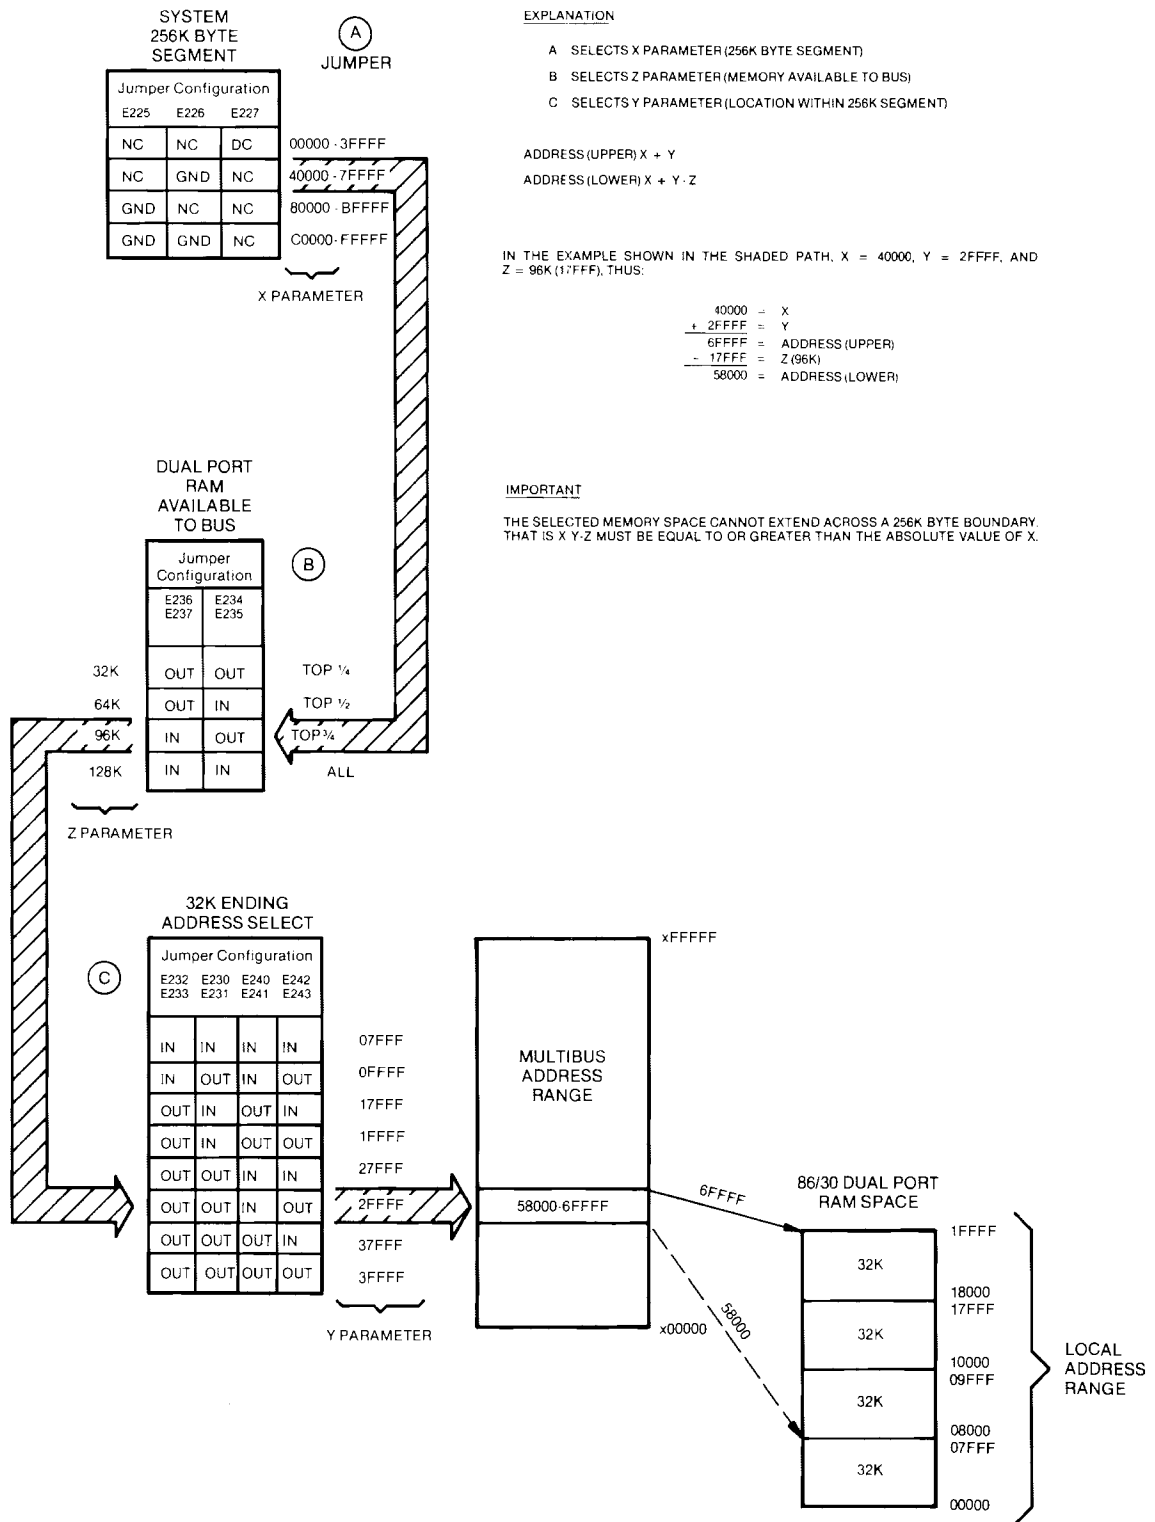 SYSTEM
256K BYTE
SEGMENT
A
JUMPER
Jumper Configuration
E225 E226 E227
NC NC DC 00000-3FFFF
NC GND NC 40000-7FFFF
GND NC NC 80000-BFFFF
GND GND NC C0000-FFFFF
X PARAMETER
EXPLANATION
A SELECTS X PARAMETER (256K BYTE SEGMENT)
B SELECTS Z PARAMETER (MEMORY AVAILABLE TO BUS)
C SELECTS Y PARAMETER (LOCATION WITHIN 256K SEGMENT)
ADDRESS (UPPER) X + Y
ADDRESS (LOWER) X + Y - Z
IN THE EXAMPLE SHOWN IN THE SHADED PATH, X = 40000, Y = 2FFFF, AND
Z = 96K (17FFF), THUS:
40000 = X
+ 2FFFF = Y
6FFFF = ADDRESS (UPPER)
- 17FFF = Z (96K)
58000 = ADDRESS (LOWER)
IMPORTANT
THE SELECTED MEMORY SPACE CANNOT EXTEND ACROSS A 256K BYTE BOUNDARY.
THAT IS X Y-Z MUST BE EQUAL TO OR GREATER THAN THE ABSOLUTE VALUE OF X.
DUAL PORT
RAM
AVAILABLE
TO BUS
B
Jumper
Configuration
E236 E234
E237 E235
32K OUT OUT TOP ¼
64K OUT IN TOP ½
96K IN OUT TOP ¾
128K IN IN ALL
Z PARAMETER
32K ENDING
ADDRESS SELECT
C
Jumper Configuration
E232 E230 E240 E242
E233 E231 E241 E243
IN IN IN IN 07FFF
IN OUT IN OUT 0FFFF
OUT IN OUT IN 17FFF
OUT IN OUT OUT 1FFFF
OUT OUT IN IN 27FFF
OUT OUT IN OUT 2FFFF
OUT OUT OUT IN 37FFF
OUT OUT OUT OUT 3FFFF
Y PARAMETER
xFFFFF
MULTIBUS
ADDRESS
RANGE
58000-6FFFF
x00000
6FFFF
58000
86/30 DUAL PORT
RAM SPACE
1FFFF
32K
18000
17FFF
32K
10000
09FFF
32K
08000
07FFF
32K
00000
LOCAL
ADDRESS
RANGE